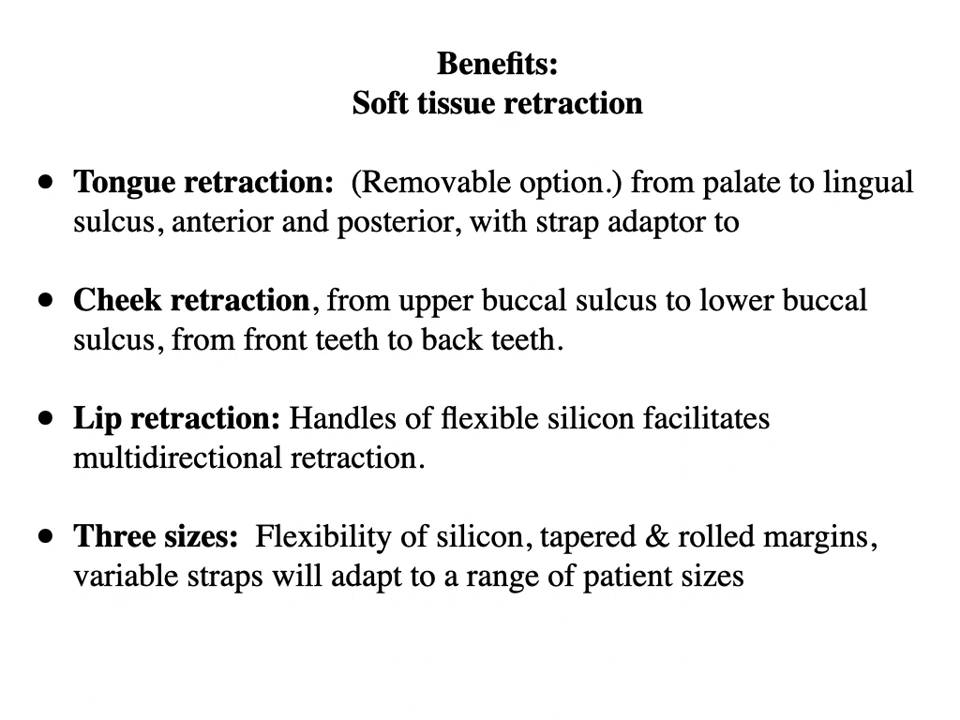 Benefits:
Soft tissue retraction
• Tongue retraction: (Removable option.) from palate to lingual
sulcus, anterior and posterior, with strap adaptor to
• Cheek retraction, from upper buccal sulcus to lower buccal
sulcus, from front teeth to back teeth.
• Lip retraction: Handles of flexible silicon facilitates
multidirectional retraction.
• Three sizes: Flexibility of silicon, tapered & rolled margins,
variable straps will adapt to a range of patient sizes